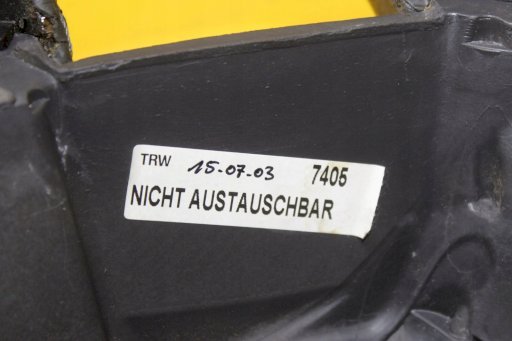 TRW 15-07-03 7405
NICHT AUSTAUSCHBAR